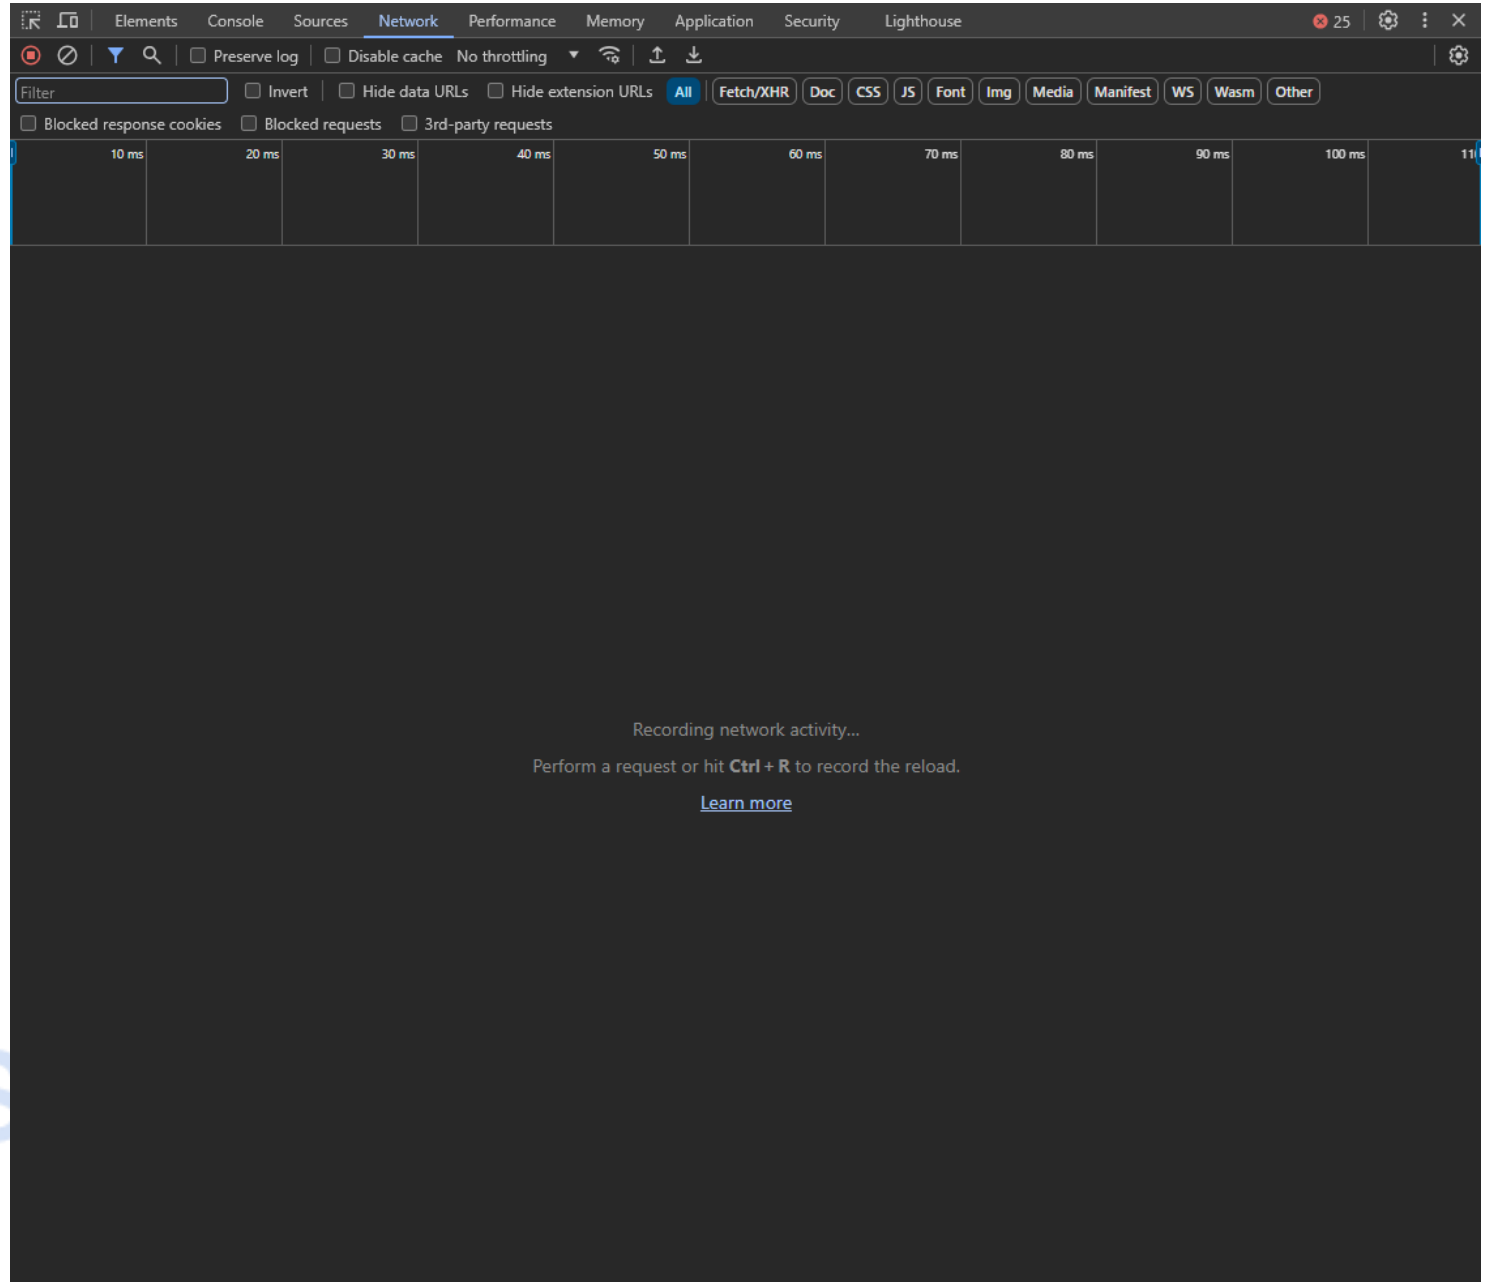 Elements Console Sources Network Performance Memory Application Security Lighthouse 25
Preserve log Disable cache No throttling
Filter Invert Hide data URLs Hide extension URLs All Fetch/XHR Doc CSS JS Font Img Media Manifest WS Wasm Other
Blocked response cookies Blocked requests 3rd-party requests
10 ms 20 ms 30 ms 40 ms 50 ms 60 ms 70 ms 80 ms 90 ms 100 ms
Recording network activity...
Perform a request or hit Ctrl + R to record the reload.
Learn more